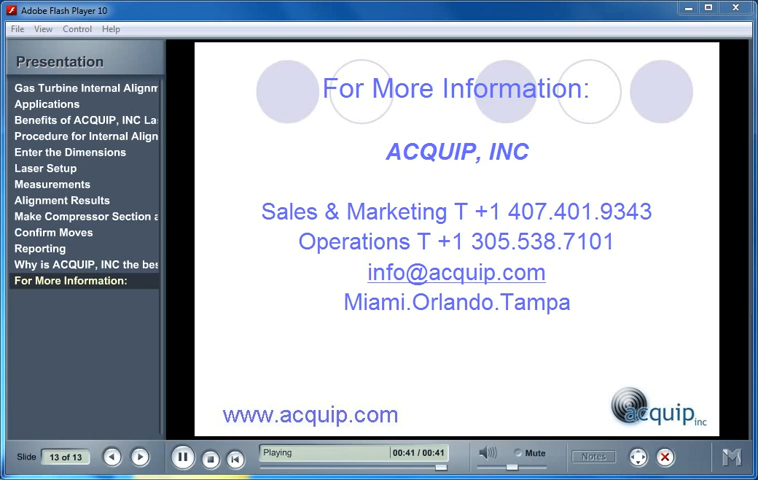 Adobe Flash Player 10
File View Control Help
Presentation
Gas Turbine Internal Alignm
Applications
Benefits of ACQUIP, INC La
Procedure for Internal Align
Enter the Dimensions
Laser Setup
Measurements
Alignment Results
Make Compressor Section a
Confirm Moves
Reporting
Why is ACQUIP, INC the bes
For More Information:
For More Information:
ACQUIP, INC
Sales & Marketing T +1 407.401.9343
Operations T +1 305.538.7101
info@acquip.com
Miami.Orlando.Tampa
www.acquip.com
acquip inc
Slide 13 of 13
Playing 00:41 / 00:41
Mute
Notes